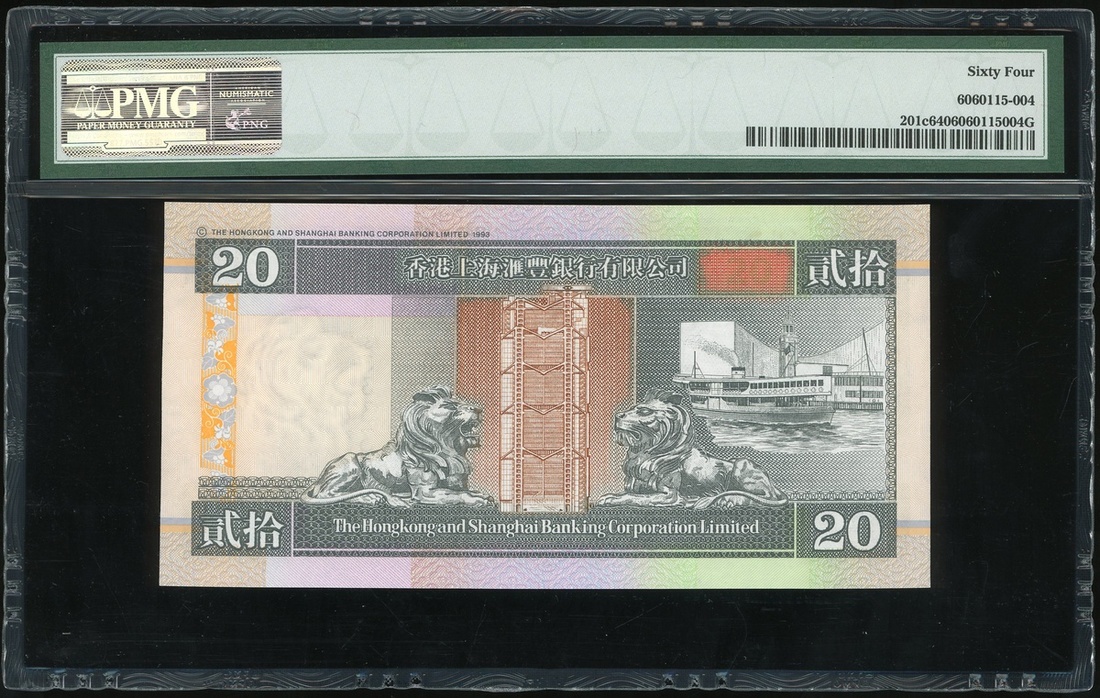 PMG
PAPER MONEY GUARANTY
NUMISMATIC
PNG
Sixty Four
6060115-004
201c6406060115004G
© THE HONGKONG AND SHANGHAI BANKING CORPORATION LIMITED 1993
20
香港上海滙豐銀行有限公司
貳拾
貳拾
The Hongkong and Shanghai Banking Corporation Limited
20